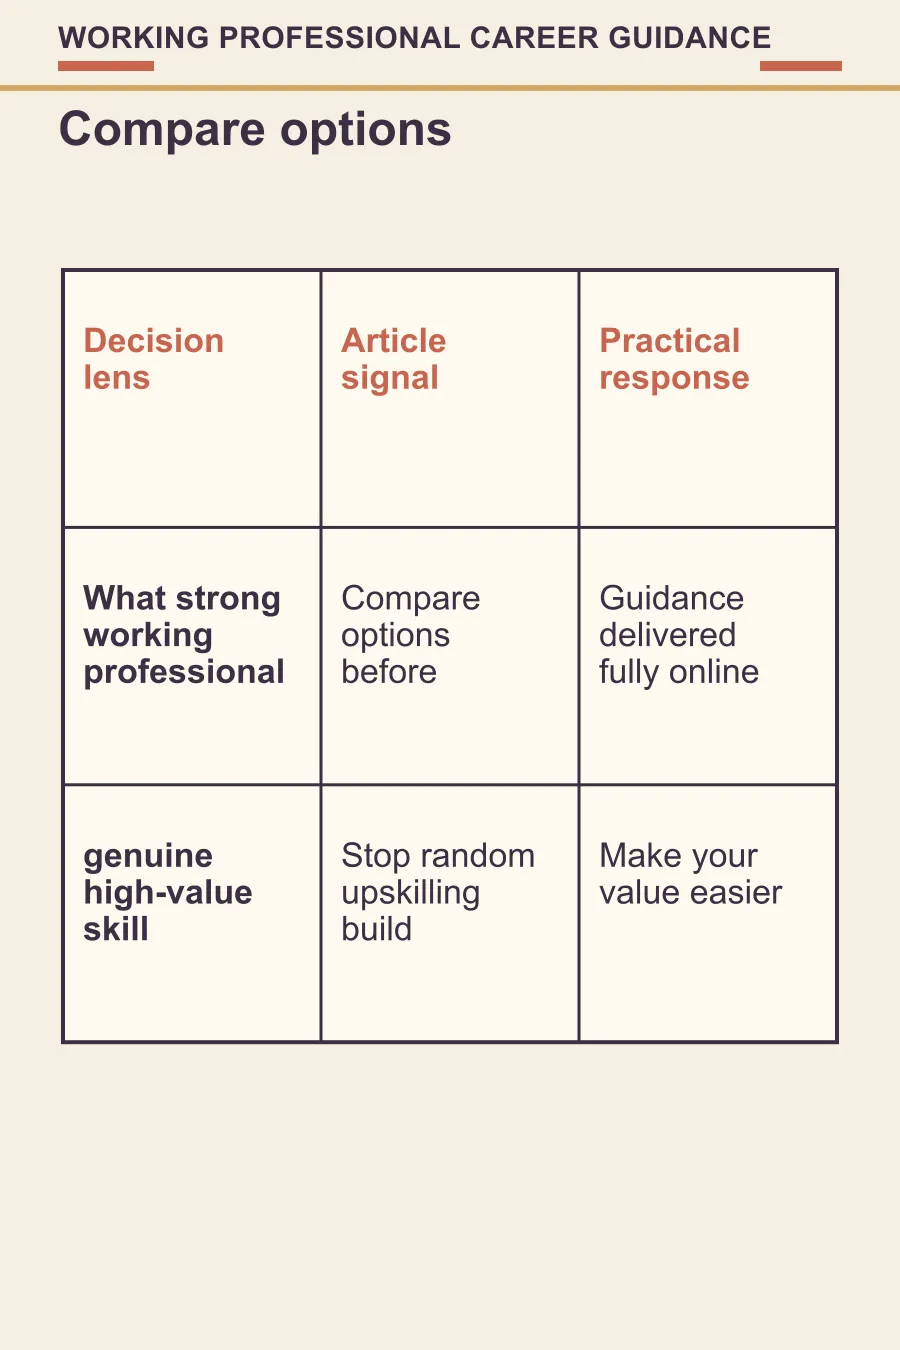 WORKING PROFESSIONAL CAREER GUIDANCE
Compare options
Decision
lens
Article
signal
Practical
response
What strong
working
professional
Compare
options
before
Guidance
delivered
fully online
genuine
high-value
skill
Stop random
upskilling
build
Make your
value easier